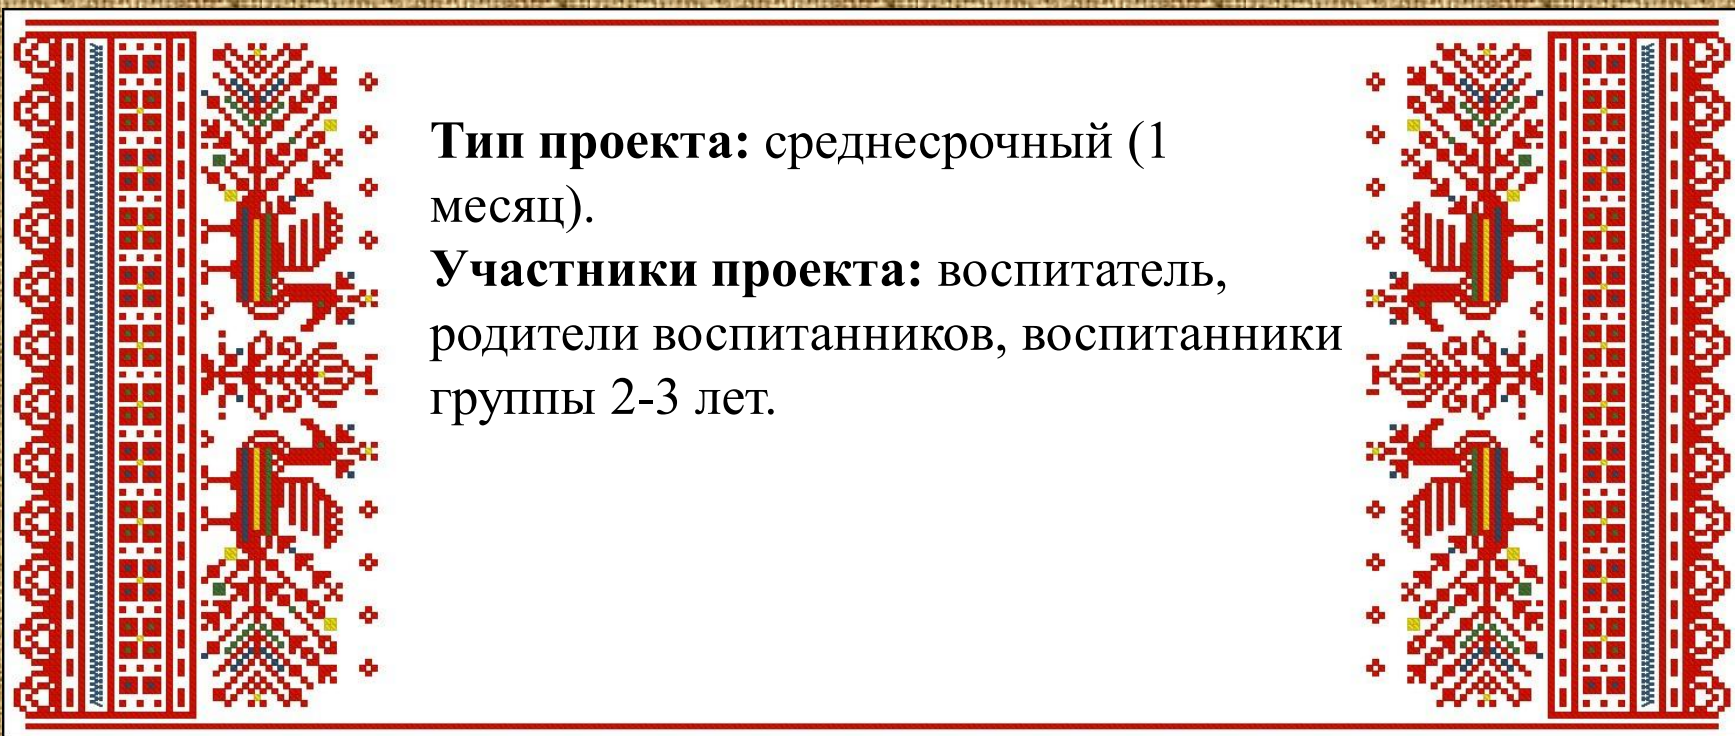 Тип проекта: среднесрочный (1
месяц).
Участники проекта: воспитатель,
родители воспитанников, воспитанники
группы 2-3 лет.